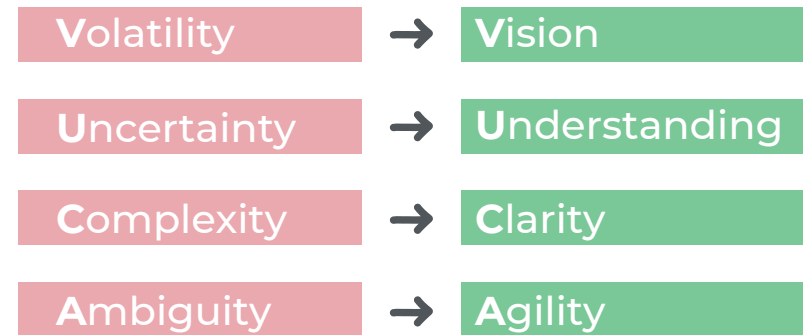 Volatility → Vision
Uncertainty → Understanding
Complexity → Clarity
Ambiguity → Agility